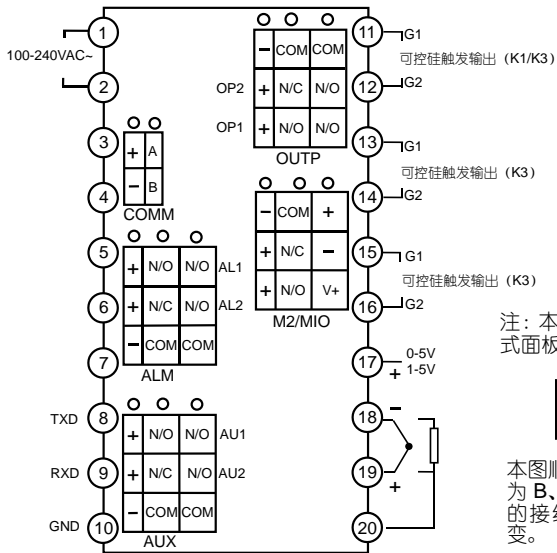 100-240VAC~
1
2
3
4
5
6
7
TXD 8
RXD 9
GND 10
+ A
− B
COMM
+ N/O N/O AL1
+ N/C N/O AL2
− COM COM
ALM
+ N/O N/O AU1
+ N/C N/O AU2
− COM COM
AUX
− COM COM
OP2 + N/C N/O
OP1 + N/O N/O
OUTP
− COM +
+ N/C −
+ N/O V+
M2/MIO
11 G1
可控硅触发输出 (K1/K3)
12 G2
13 G1
可控硅触发输出 (K3)
14 G2
15 G1
可控硅触发输出 (K3)
16 G2
17 0-5V
+ 1-5V
18 −
19 +
20
注：本
式面板
本图顺
为 B、
的接线
变。